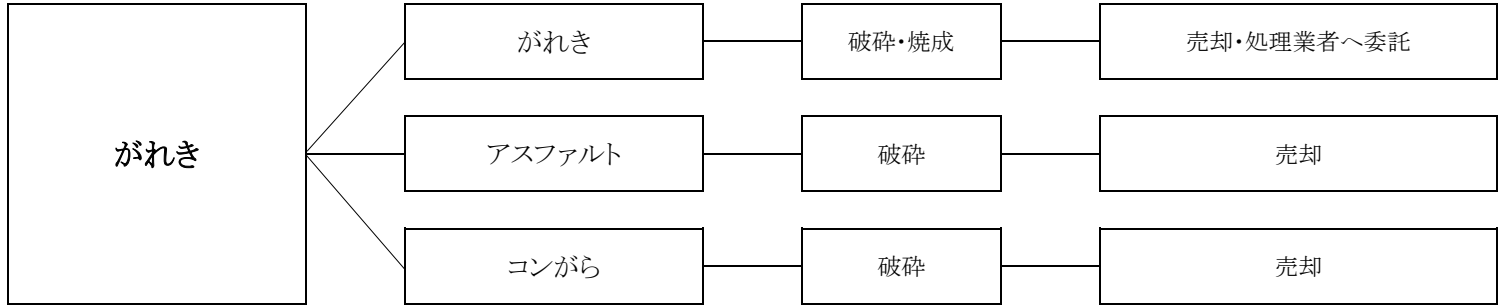 がれき
がれき
破砕・焼成
売却・処理業者へ委託
アスファルト
破砕
売却
コンがら
破砕
売却